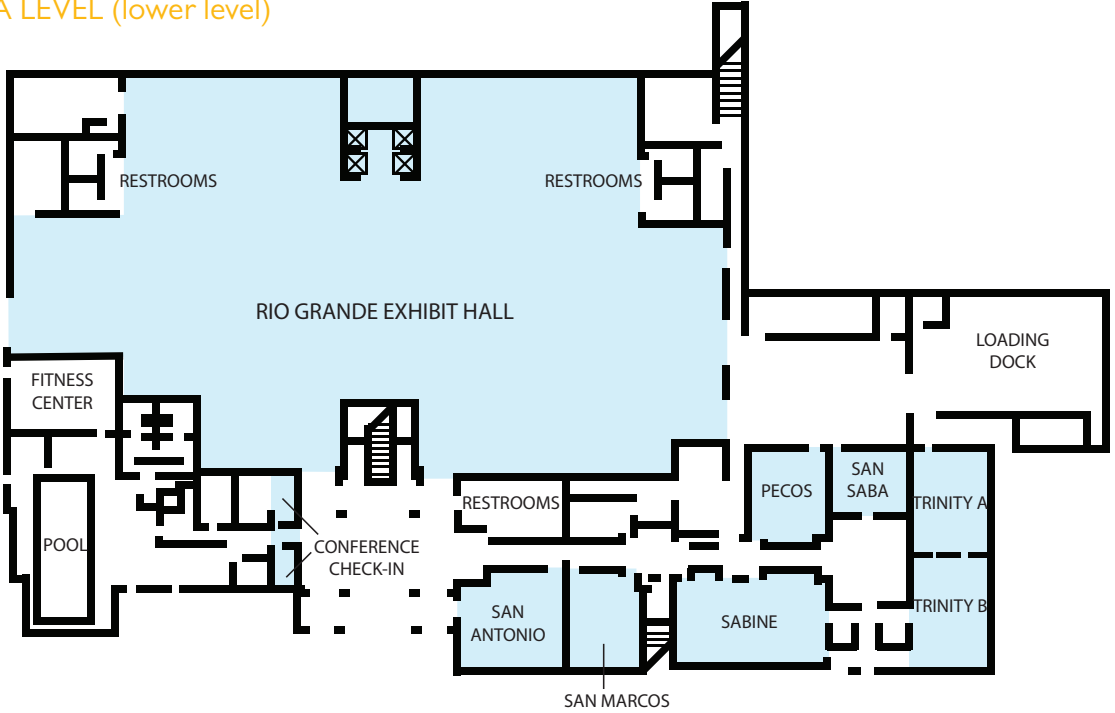 A LEVEL (lower level)
RESTROOMS
RESTROOMS
RIO GRANDE EXHIBIT HALL
LOADING
DOCK
FITNESS
CENTER
SAN
SABA
PECOS
TRINITY A
RESTROOMS
POOL
CONFERENCE
CHECK-IN
SAN
ANTONIO
SABINE
TRINITY B
SAN MARCOS